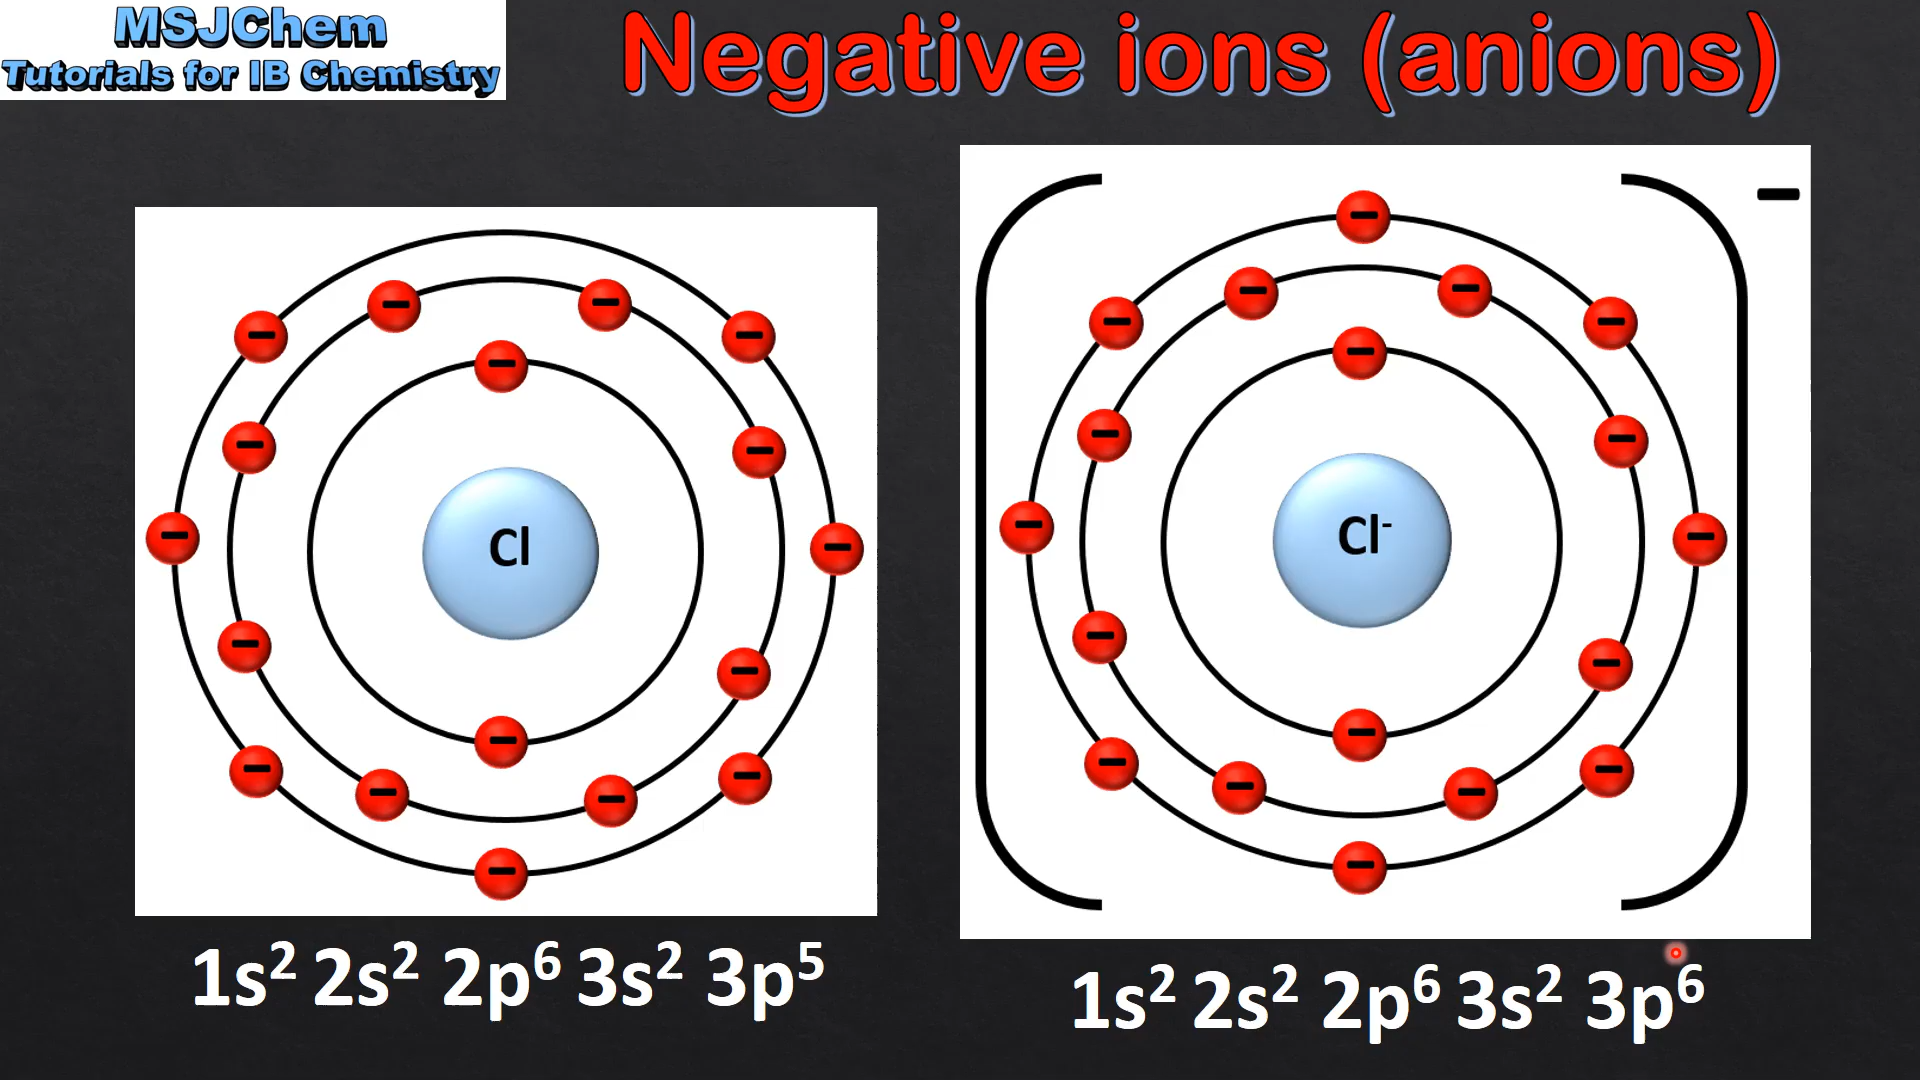 MSJChem
Tutorials for IB Chemistry
Negative ions (anions)
Cl
Cl⁻
1s² 2s² 2p⁶ 3s² 3p⁵
1s² 2s² 2p⁶ 3s² 3p⁶